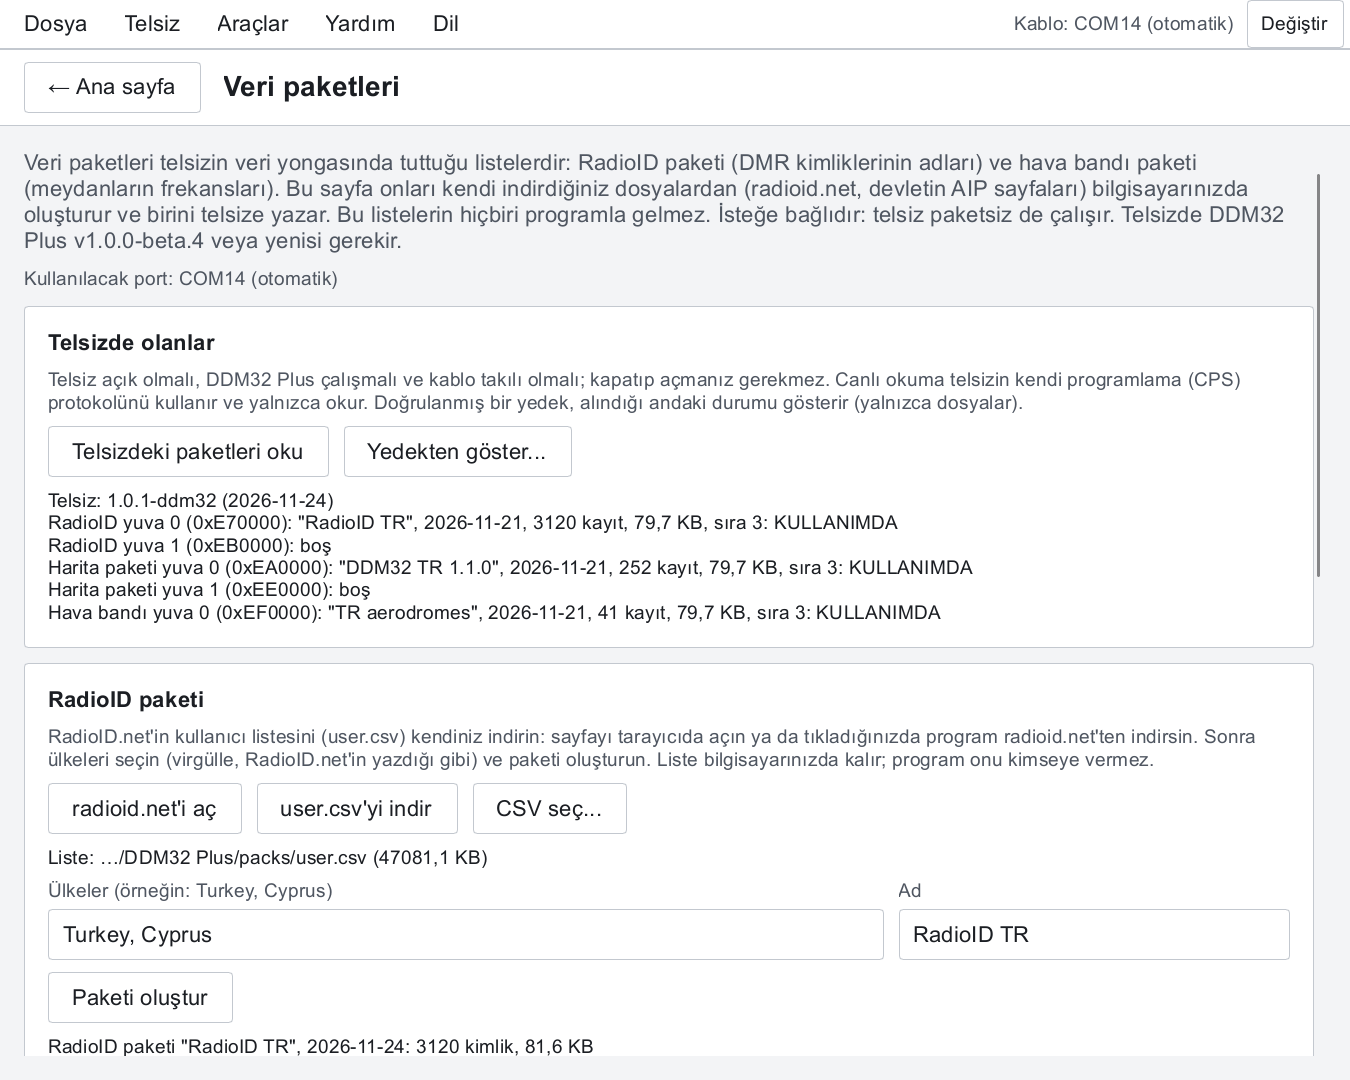 Dosya Telsiz Araçlar Yardım Dil Kablo: COM14 (otomatik) Değiştir
← Ana sayfa Veri paketleri
Veri paketleri telsizin veri yongasında tuttuğu listelerdir: RadioID paketi (DMR kimliklerinin adları) ve hava bandı paketi
(meydanların frekansları). Bu sayfa onları kendi indirdiğiniz dosyalardan (radioid.net, devletin AIP sayfaları) bilgisayarınızda
oluşturur ve birini telsize yazar. Bu listelerin hiçbiri programla gelmez. İsteğe bağlıdır: telsiz paketsiz de çalışır. Telsizde DDM32
Plus v1.0.0-beta.4 veya yenisi gerekir.
Kullanılacak port: COM14 (otomatik)
Telsizde olanlar
Telsiz açık olmalı, DDM32 Plus çalışmalı ve kablo takılı olmalı; kapatıp açmanız gerekmez. Canlı okuma telsizin kendi programlama (CPS)
protokolünü kullanır ve yalnızca okur. Doğrulanmış bir yedek, alındığı andaki durumu gösterir (yalnızca dosyalar).
Telsizdeki paketleri oku Yedekten göster...
Telsiz: 1.0.1-ddm32 (2026-11-24)
RadioID yuva 0 (0xE70000): "RadioID TR", 2026-11-21, 3120 kayıt, 79,7 KB, sıra 3: KULLANIMDA
RadioID yuva 1 (0xEB0000): boş
Harita paketi yuva 0 (0xEA0000): "DDM32 TR 1.1.0", 2026-11-21, 252 kayıt, 79,7 KB, sıra 3: KULLANIMDA
Harita paketi yuva 1 (0xEE0000): boş
Hava bandı yuva 0 (0xEF0000): "TR aerodromes", 2026-11-21, 41 kayıt, 79,7 KB, sıra 3: KULLANIMDA
RadioID paketi
RadioID.net'in kullanıcı listesini (user.csv) kendiniz indirin: sayfayı tarayıcıda açın ya da tıkladığınızda program radioid.net'ten indirsin. Sonra
ülkeleri seçin (virgülle, RadioID.net'in yazdığı gibi) ve paketi oluşturun. Liste bilgisayarınızda kalır; program onu kimseye vermez.
radioid.net'i aç user.csv'yi indir CSV seç...
Liste: …/DDM32 Plus/packs/user.csv (47081,1 KB)
Ülkeler (örneğin: Turkey, Cyprus) Ad
Turkey, Cyprus RadioID TR
Paketi oluştur
RadioID paketi "RadioID TR", 2026-11-24: 3120 kimlik, 81,6 KB